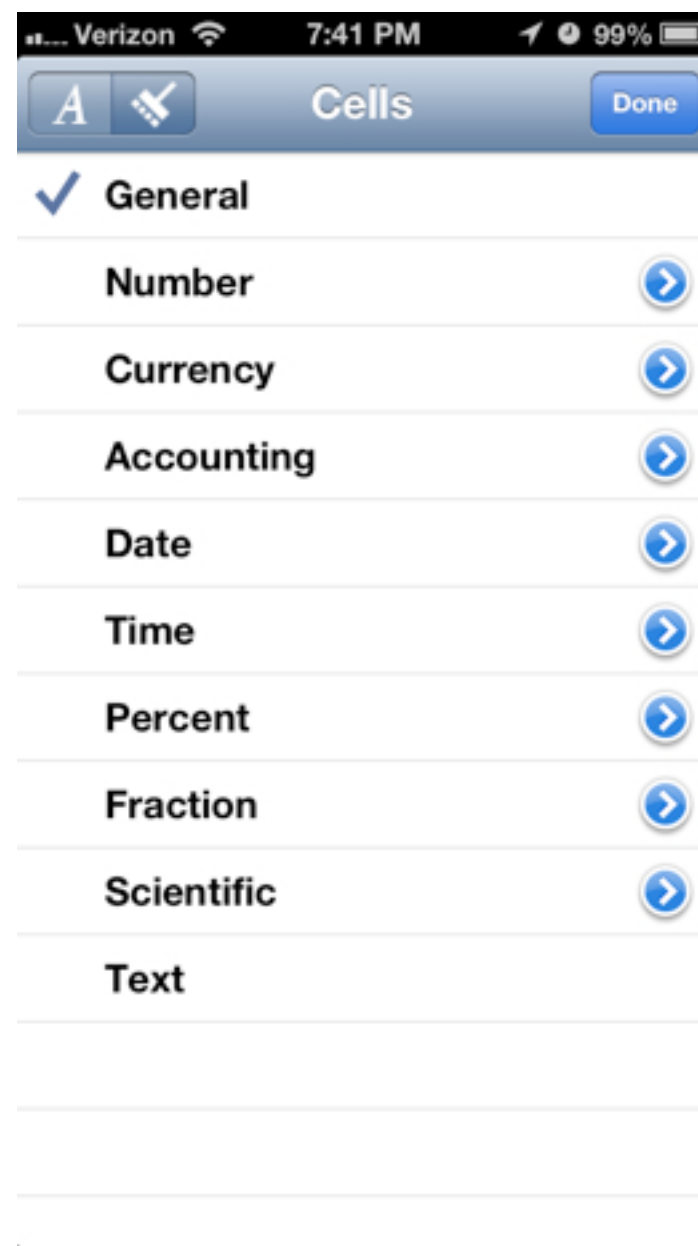 Verizon 7:41 PM 99%
A Cells Done
General
Number
Currency
Accounting
Date
Time
Percent
Fraction
Scientific
Text